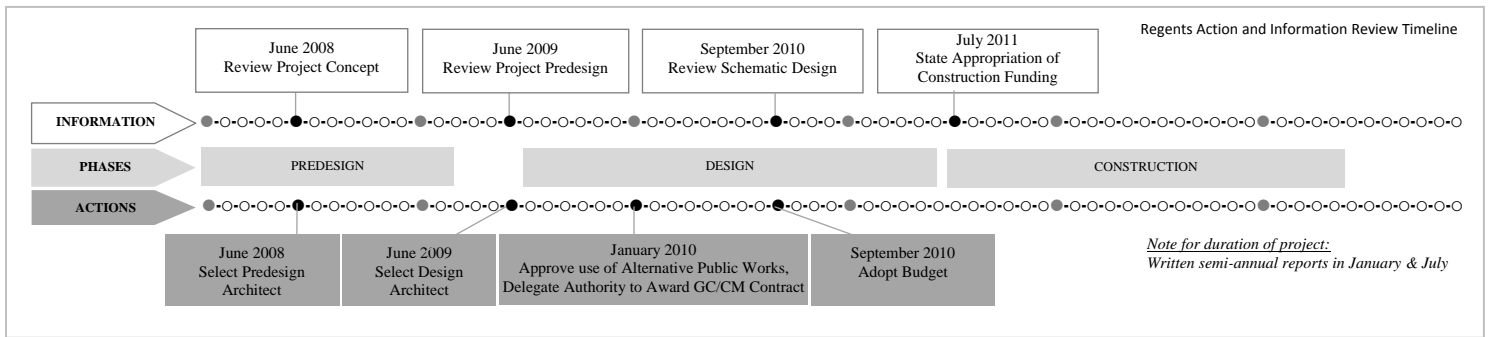 Regents Action and Information Review Timeline
June 2008
Review Project Concept
June 2009
Review Project Predesign
September 2010
Review Schematic Design
July 2011
State Appropriation of
Construction Funding
INFORMATION
PHASES
PREDESIGN
DESIGN
CONSTRUCTION
ACTIONS
June 2008
Select Predesign
Architect
June 2009
Select Design
Architect
January 2010
Approve use of Alternative Public Works,
Delegate Authority to Award GC/CM Contract
September 2010
Adopt Budget
Note for duration of project:
Written semi-annual reports in January & July